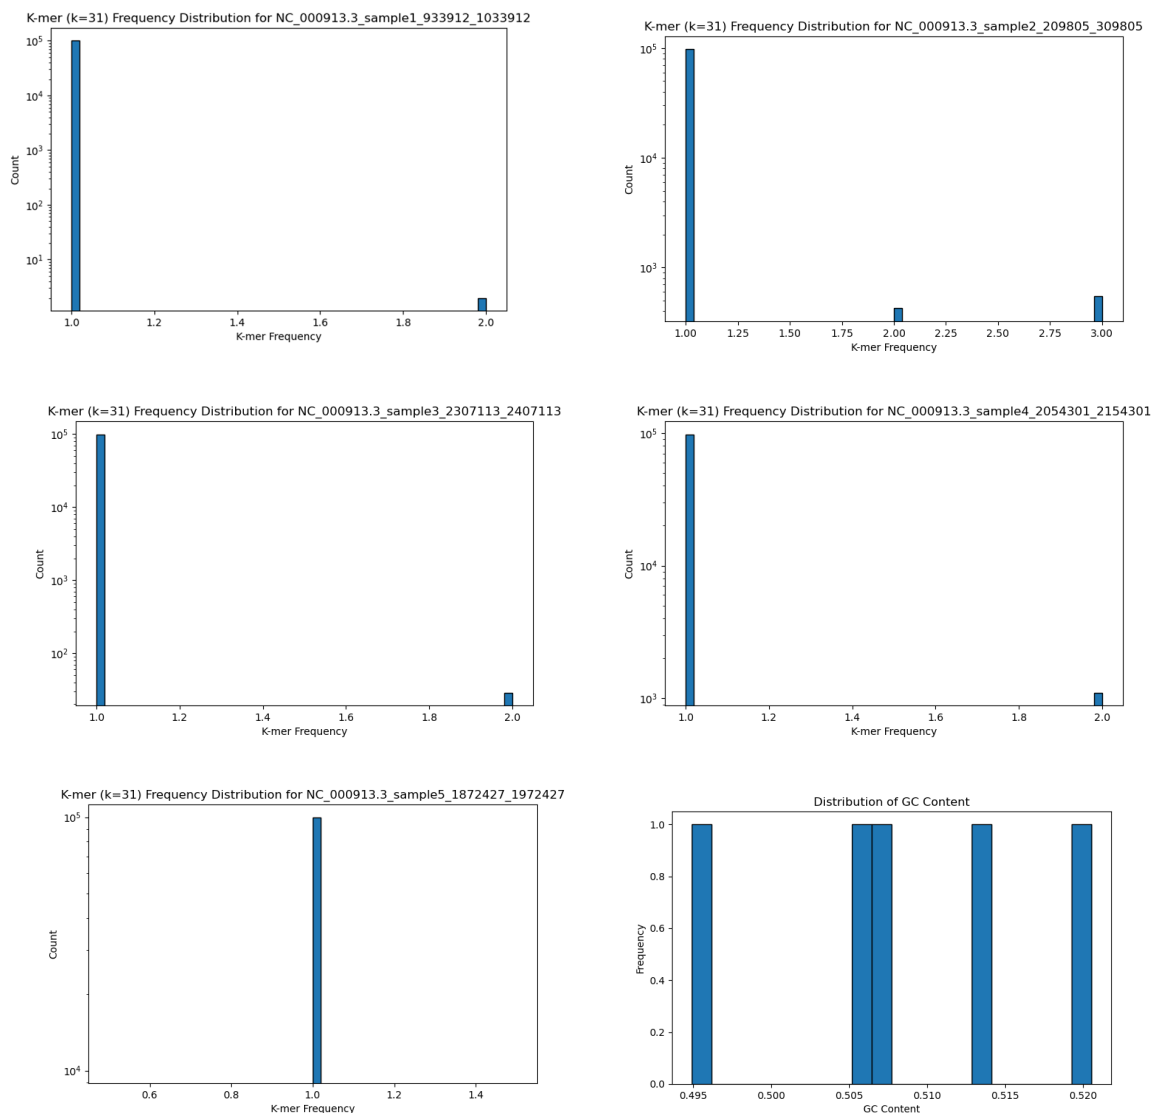 K-mer (k=31) Frequency Distribution for NC_000913.3_sample1_933912_1033912
10^5
10^4
10^3
10^2
10^1
Count
1.0 1.2 1.4 1.6 1.8 2.0
K-mer Frequency
K-mer (k=31) Frequency Distribution for NC_000913.3_sample2_209805_309805
10^5
10^4
10^3
Count
1.00 1.25 1.50 1.75 2.00 2.25 2.50 2.75 3.00
K-mer Frequency
K-mer (k=31) Frequency Distribution for NC_000913.3_sample3_2307113_2407113
10^5
10^4
10^3
10^2
Count
1.0 1.2 1.4 1.6 1.8 2.0
K-mer Frequency
K-mer (k=31) Frequency Distribution for NC_000913.3_sample4_2054301_2154301
10^5
10^4
10^3
Count
1.0 1.2 1.4 1.6 1.8 2.0
K-mer Frequency
K-mer (k=31) Frequency Distribution for NC_000913.3_sample5_1872427_1972427
10^5
10^4
Count
0.6 0.8 1.0 1.2 1.4
K-mer Frequency
Distribution of GC Content
1.0
0.8
0.6
0.4
0.2
0.0
Frequency
0.495 0.500 0.505 0.510 0.515 0.520
GC Content